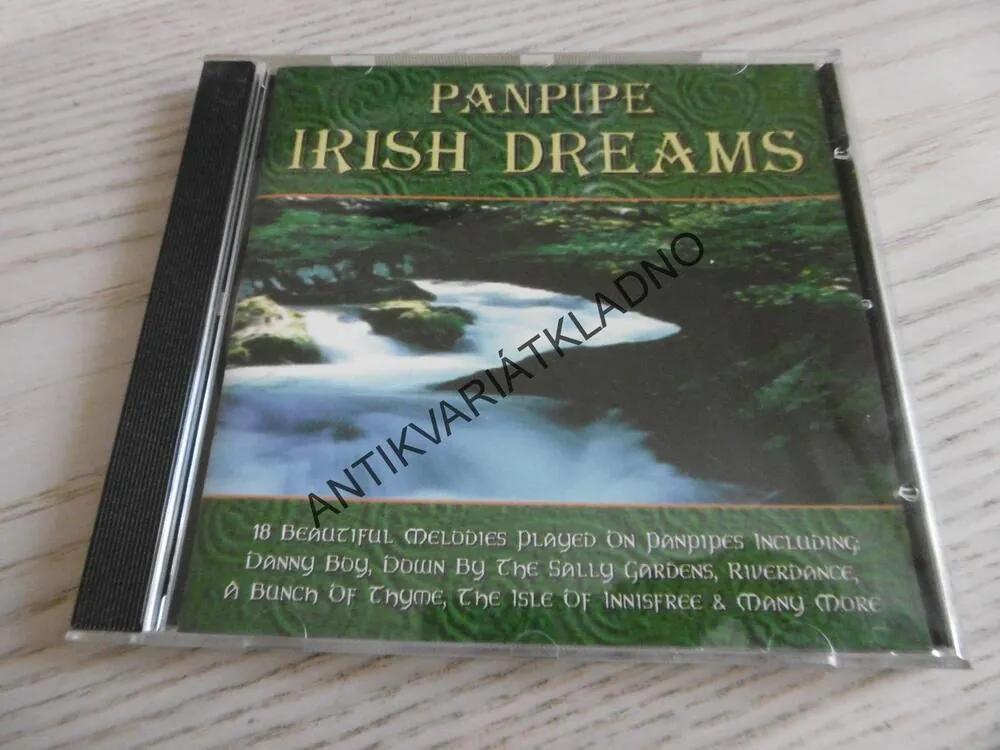 PANPIPE
IRISH DREAMS
ANTIKVARIÁTKLADNO
18 Beautiful Melodies Played On Panpipes Including;
Danny Boy, Down By The Sally Gardens, Riverdance,
A Bunch Of Thyme, The Isle Of Innisfree & Many More